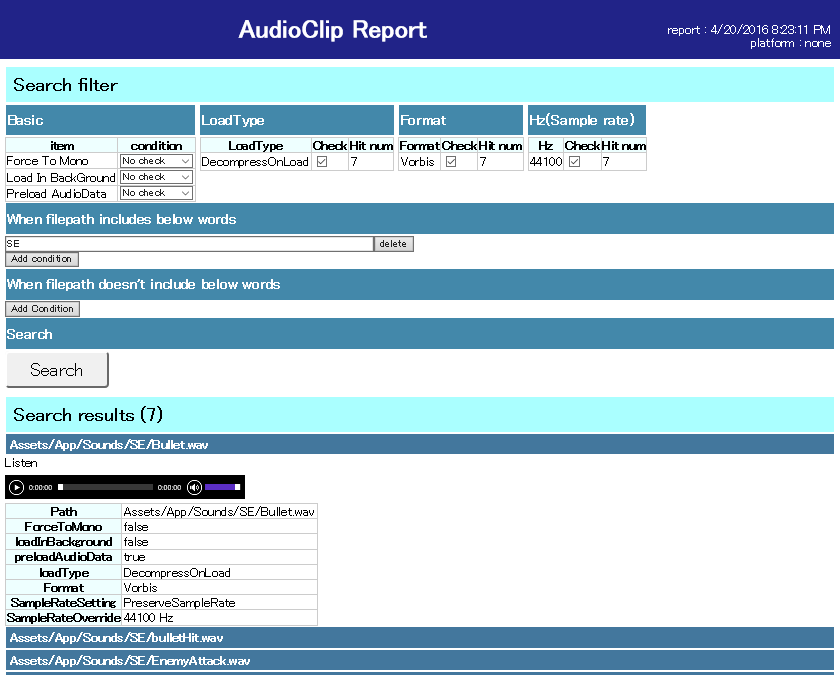 AudioClip Report
report : 4/20/2016 8:23:11 PM
platform : none
Search filter
Basic LoadType Format Hz(Sample rate)
item condition LoadType Check Hit num Format Check Hit num Hz Check Hit num
Force To Mono No check DecompressOnLoad 7 Vorbis 7 44100 7
Load In BackGround No check
Preload AudioData No check
When filepath includes below words
SE delete
Add condition
When filepath doesn't include below words
Add Condition
Search
Search
Search results (7)
Assets/App/Sounds/SE/Bullet.wav
Listen
0:00:00 0:00:00
Path Assets/App/Sounds/SE/Bullet.wav
ForceToMono false
loadInBackground false
preloadAudioData true
loadType DecompressOnLoad
Format Vorbis
SampleRateSetting PreserveSampleRate
SampleRateOverride 44100 Hz
Assets/App/Sounds/SE/bulletHit.wav
Assets/App/Sounds/SE/EnemyAttack.wav